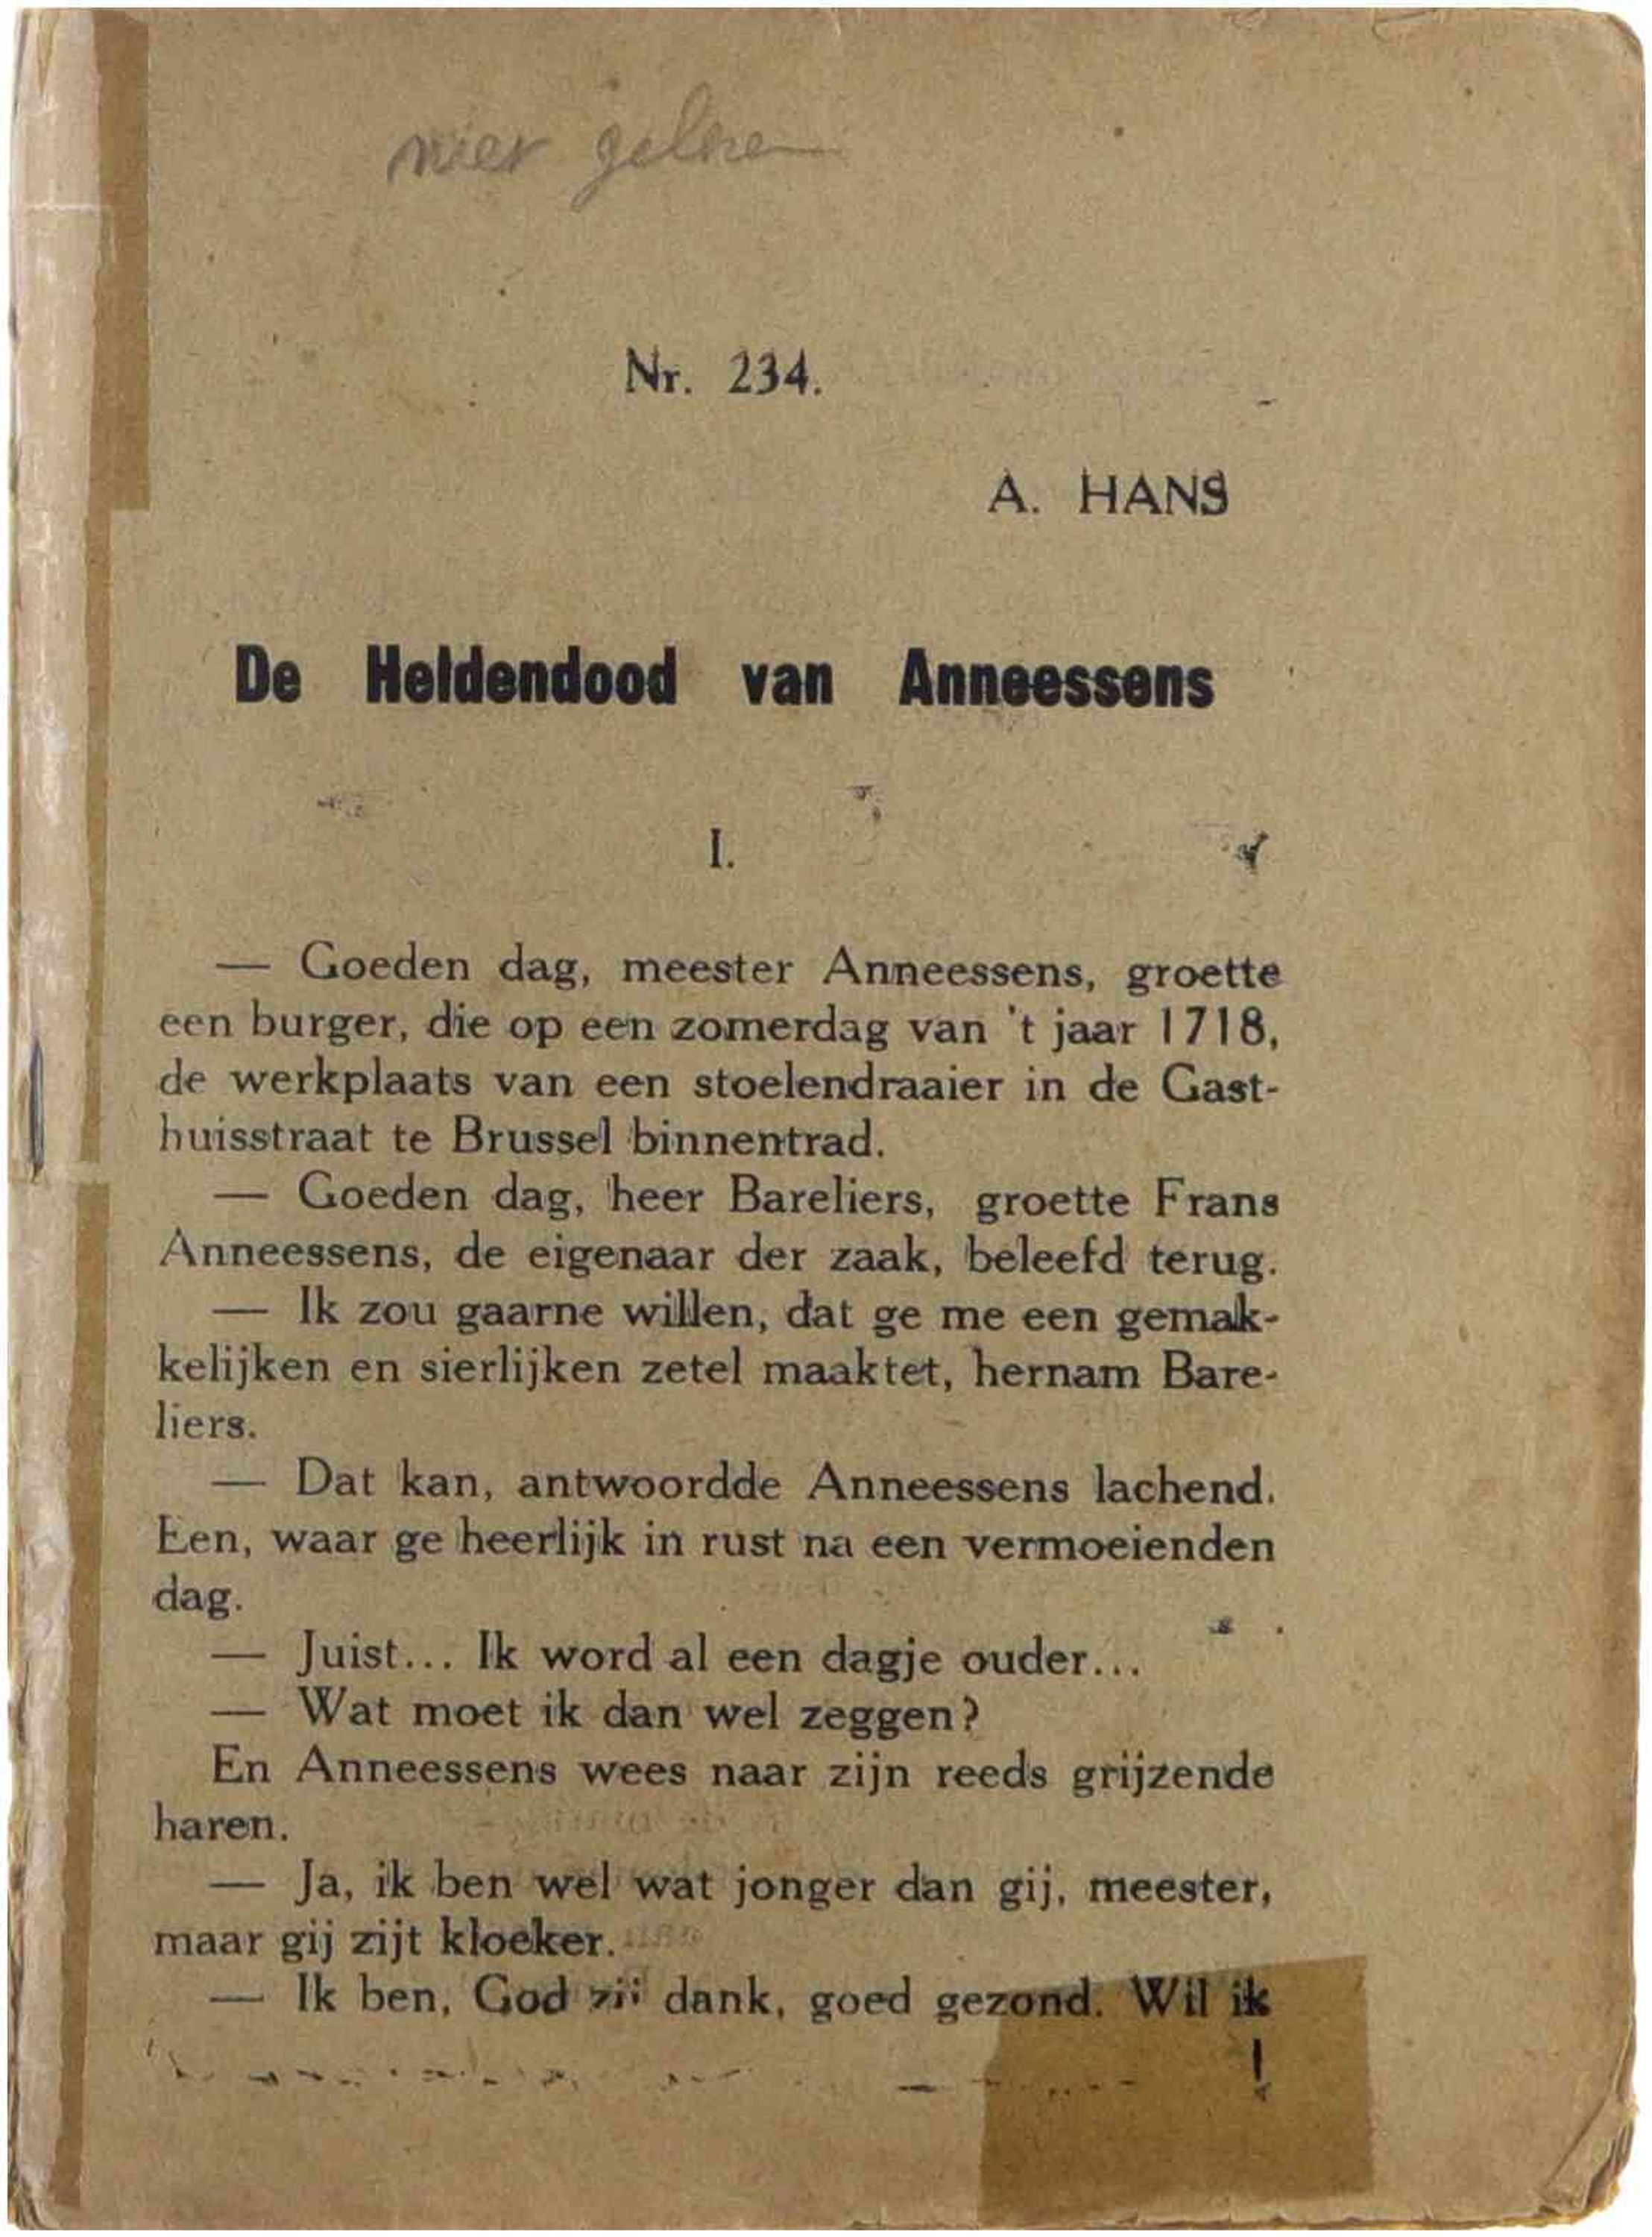 Nr. 234.
A. HANS
De Heldendood van Anneessens
I.
— Goeden dag, meester Anneessens, groette
een burger, die op een zomerdag van 't jaar 1718,
de werkplaats van een stoelendraaier in de Gast-
huisstraat te Brussel binnentrad.
— Goeden dag, heer Bareliers, groette Frans
Anneessens, de eigenaar der zaak, beleefd terug.
— Ik zou gaarne willen, dat ge me een gemak-
kelijken en sierlijken zetel maaktet, hernam Bare-
liers.
— Dat kan, antwoordde Anneessens lachend.
Een, waar ge heerlijk in rust na een vermoeienden
dag.
— Juist... Ik word al een dagje ouder...
— Wat moet ik dan wel zeggen?
En Anneessens wees naar zijn reeds grijzende
haren.
— Ja, ik ben wel wat jonger dan gij, meester,
maar gij zijt kloeker.
— Ik ben, God zij dank, goed gezond. Wil ik